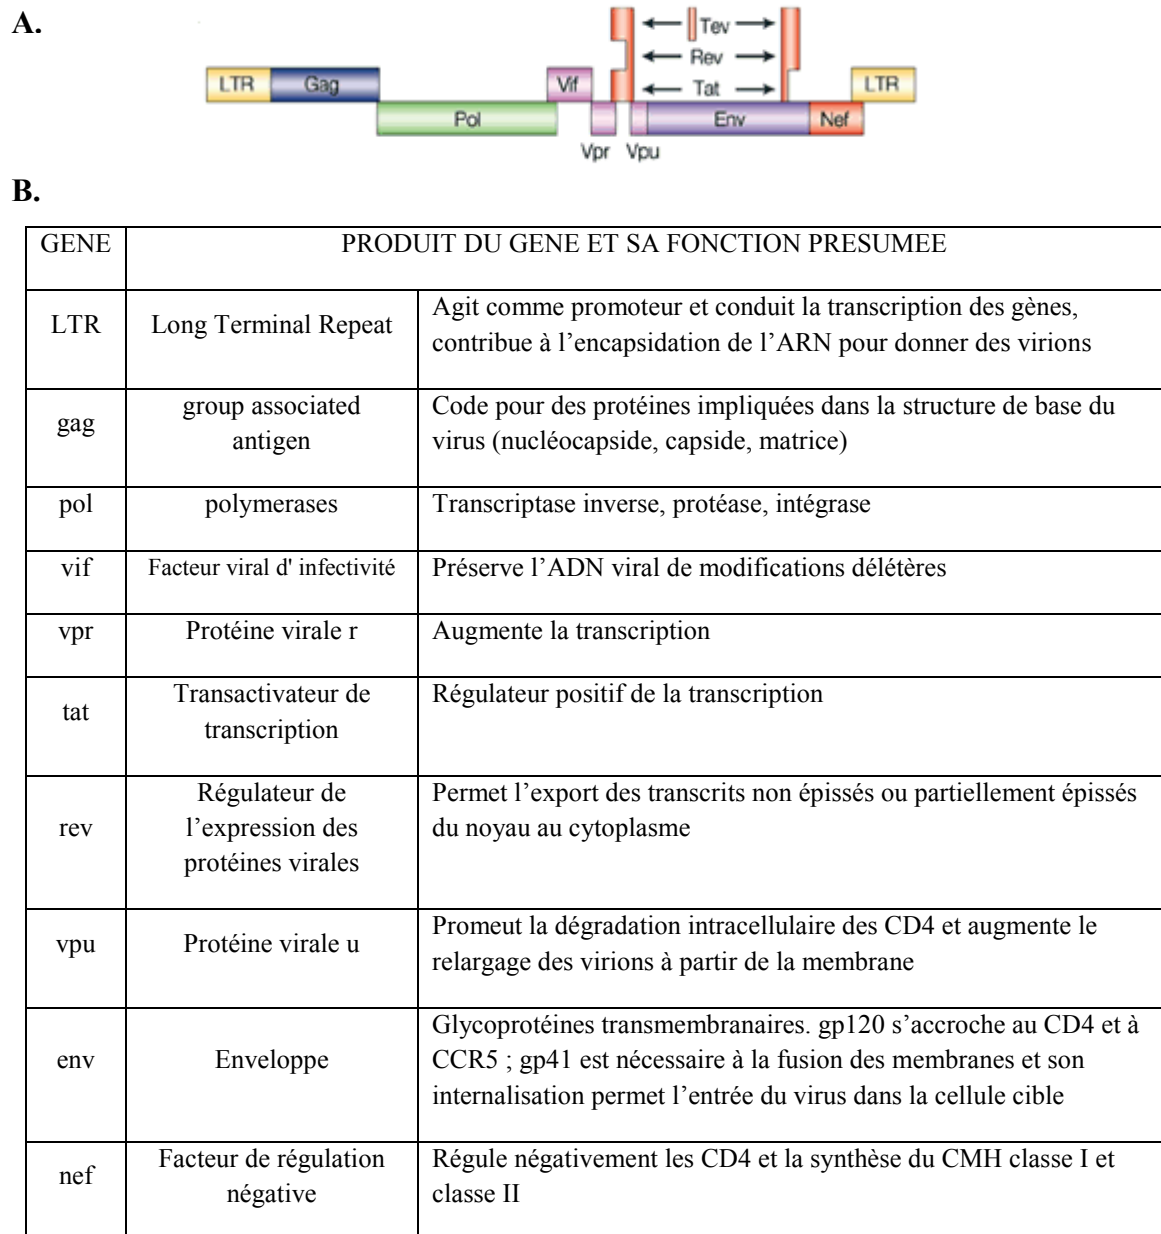 A.
Tev
Rev
Tat
LTR
Gag
Vif
LTR
Pol
Env
Nef
Vpr
Vpu
B.
GENE
PRODUIT DU GENE ET SA FONCTION PRESUMEE
LTR
Long Terminal Repeat
Agit comme promoteur et conduit la transcription des gènes,
contribue à l’encapsidation de l’ARN pour donner des virions
gag
group associated
antigen
Code pour des protéines impliquées dans la structure de base du
virus (nucléocapside, capside, matrice)
pol
polymerases
Transcriptase inverse, protéase, intégrase
vif
Facteur viral d' infectivité
Préserve l’ADN viral de modifications délétères
vpr
Protéine virale r
Augmente la transcription
tat
Transactivateur de
transcription
Régulateur positif de la transcription
rev
Régulateur de
l’expression des
protéines virales
Permet l’export des transcrits non épissés ou partiellement épissés
du noyau au cytoplasme
vpu
Protéine virale u
Promeut la dégradation intracellulaire des CD4 et augmente le
relargage des virions à partir de la membrane
env
Enveloppe
Glycoprotéines transmembranaires. gp120 s’accroche au CD4 et à
CCR5 ; gp41 est nécessaire à la fusion des membranes et son
internalisation permet l’entrée du virus dans la cellule cible
nef
Facteur de régulation
négative
Régule négativement les CD4 et la synthèse du CMH classe I et
classe II